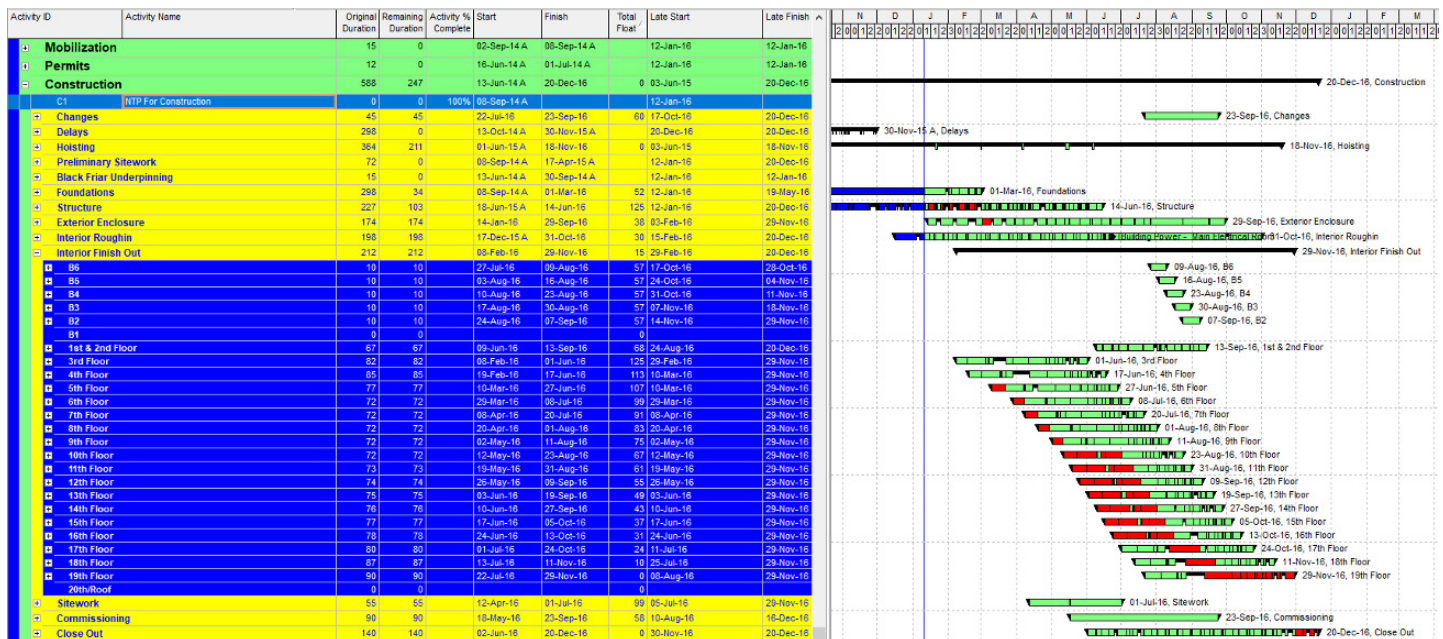 Activity ID Activity Name Original Duration Remaining Duration Activity % Complete Start Finish Total Float Late Start Late Finish N D J F M A M J J A S O N D J F M
Mobilization 15 0 02-Sep-14 A 08-Sep-14 A 12-Jan-16 12-Jan-16
Permits 12 0 16-Jun-14 A 01-Jul-14 A 12-Jan-16 12-Jan-16
Construction 588 247 13-Jun-14 A 20-Dec-16 0 03-Jun-15 20-Dec-16 20-Dec-16, Construction
C1 NTP For Construction 0 0 100% 08-Sep-14 A 12-Jan-16
Changes 45 45 22-Jul-16 23-Sep-16 60 17-Oct-16 20-Dec-16 23-Sep-16, Changes
Delays 298 0 13-Oct-14 A 30-Nov-15 A 20-Dec-16 20-Dec-16 30-Nov-15 A, Delays
Hoisting 364 211 01-Jun-15 A 18-Nov-16 0 03-Jun-15 18-Nov-16 18-Nov-16, Hoisting
Preliminary Sitework 72 0 08-Sep-14 A 17-Apr-15 A 12-Jan-16 20-Dec-16
Black Friar Underpinning 15 0 13-Jun-14 A 30-Sep-14 A 12-Jan-16 12-Jan-16
Foundations 298 34 08-Sep-14 A 01-Mar-16 52 12-Jan-16 19-May-16 01-Mar-16, Foundations
Structure 227 103 18-Jun-15 A 14-Jun-16 125 12-Jan-16 20-Dec-16 14-Jun-16, Structure
Exterior Enclosure 174 174 14-Jan-16 29-Sep-16 38 03-Feb-16 29-Nov-16 29-Sep-16, Exterior Enclosure
Interior Roughin 198 198 17-Dec-15 A 31-Oct-16 30 15-Feb-16 20-Dec-16 Building Power - Main Electrical Room 31-Oct-16, Interior Roughin
Interior Finish Out 212 212 08-Feb-16 29-Nov-16 15 29-Feb-16 20-Dec-16 29-Nov-16, Interior Finish Out
B6 10 10 27-Jul-16 09-Aug-16 57 17-Oct-16 28-Oct-16 09-Aug-16, B6
B5 10 10 03-Aug-16 16-Aug-16 57 24-Oct-16 04-Nov-16 16-Aug-16, B5
B4 10 10 10-Aug-16 23-Aug-16 57 31-Oct-16 11-Nov-16 23-Aug-16, B4
B3 10 10 17-Aug-16 30-Aug-16 57 07-Nov-16 18-Nov-16 30-Aug-16, B3
B2 10 10 24-Aug-16 07-Sep-16 57 14-Nov-16 29-Nov-16 07-Sep-16, B2
B1 0 0 0
1st & 2nd Floor 67 67 09-Jun-16 13-Sep-16 68 24-Aug-16 20-Dec-16 13-Sep-16, 1st & 2nd Floor
3rd Floor 82 82 08-Feb-16 01-Jun-16 125 29-Feb-16 29-Nov-16 01-Jun-16, 3rd Floor
4th Floor 85 85 19-Feb-16 17-Jun-16 113 10-Mar-16 29-Nov-16 17-Jun-16, 4th Floor
5th Floor 77 77 10-Mar-16 27-Jun-16 107 10-Mar-16 29-Nov-16 27-Jun-16, 5th Floor
6th Floor 72 72 29-Mar-16 08-Jul-16 99 29-Mar-16 29-Nov-16 08-Jul-16, 6th Floor
7th Floor 72 72 08-Apr-16 20-Jul-16 91 08-Apr-16 29-Nov-16 20-Jul-16, 7th Floor
8th Floor 72 72 20-Apr-16 01-Aug-16 83 20-Apr-16 29-Nov-16 01-Aug-16, 8th Floor
9th Floor 72 72 02-May-16 11-Aug-16 75 02-May-16 29-Nov-16 11-Aug-16, 9th Floor
10th Floor 72 72 12-May-16 23-Aug-16 67 12-May-16 29-Nov-16 23-Aug-16, 10th Floor
11th Floor 73 73 19-May-16 31-Aug-16 61 19-May-16 29-Nov-16 31-Aug-16, 11th Floor
12th Floor 74 74 26-May-16 09-Sep-16 55 26-May-16 29-Nov-16 09-Sep-16, 12th Floor
13th Floor 75 75 03-Jun-16 19-Sep-16 49 03-Jun-16 29-Nov-16 19-Sep-16, 13th Floor
14th Floor 76 76 10-Jun-16 27-Sep-16 43 10-Jun-16 29-Nov-16 27-Sep-16, 14th Floor
15th Floor 77 77 17-Jun-16 05-Oct-16 37 17-Jun-16 29-Nov-16 05-Oct-16, 15th Floor
16th Floor 78 78 24-Jun-16 13-Oct-16 31 24-Jun-16 29-Nov-16 13-Oct-16, 16th Floor
17th Floor 80 80 01-Jul-16 24-Oct-16 24 11-Jul-16 29-Nov-16 24-Oct-16, 17th Floor
18th Floor 87 87 13-Jul-16 11-Nov-16 10 25-Jul-16 29-Nov-16 11-Nov-16, 18th Floor
19th Floor 90 90 22-Jul-16 29-Nov-16 0 08-Aug-16 29-Nov-16 29-Nov-16, 19th Floor
20th/Roof 0 0 0
Sitework 55 55 12-Apr-16 01-Jul-16 99 05-Jul-16 29-Nov-16 01-Jul-16, Sitework
Commissioning 90 90 18-May-16 23-Sep-16 58 10-Aug-16 16-Dec-16 23-Sep-16, Commissioning
Close Out 140 140 02-Jun-16 20-Dec-16 0 30-Nov-16 20-Dec-16 20-Dec-16, Close Out